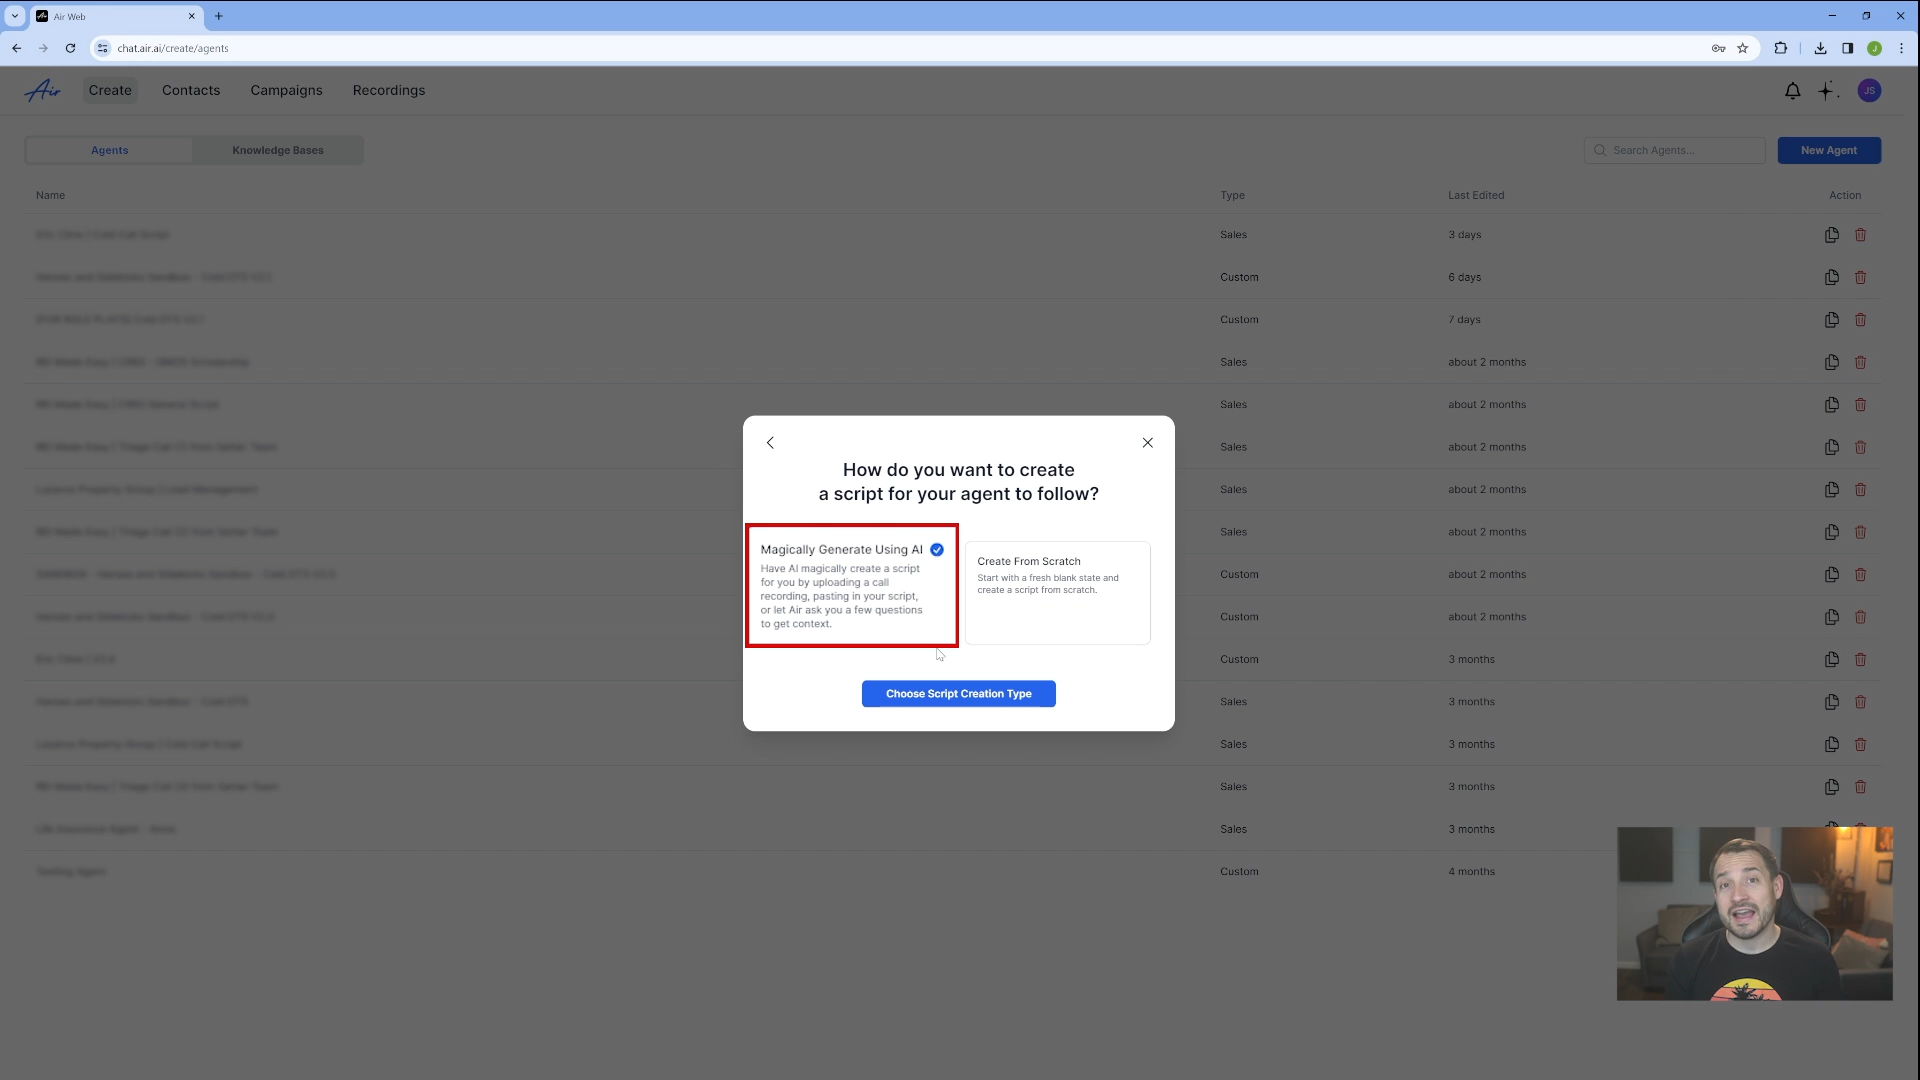 Air Web
chat.air.ai/create/agents
J
Air
Create
Contacts
Campaigns
Recordings
JS
Agents
Knowledge Bases
Search Agents...
New Agent
Name
Type
Last Edited
Action
Sales
3 days
Custom
6 days
Custom
7 days
Sales
about 2 months
Sales
about 2 months
Sales
about 2 months
Sales
about 2 months
Sales
about 2 months
Custom
about 2 months
Custom
about 2 months
Custom
3 months
Sales
3 months
Sales
3 months
Sales
3 months
Sales
3 months
Custom
4 months
How do you want to create
a script for your agent to follow?
Magically Generate Using AI
Have AI magically create a script
for you by uploading a call
recording, pasting in your script,
or let Air ask you a few questions
to get context.
Create From Scratch
Start with a fresh blank state and
create a script from scratch.
Choose Script Creation Type